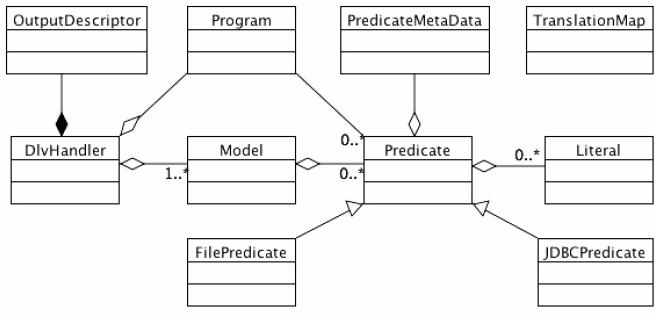 OutputDescriptor
Program
PredicateMetaData
TranslationMap
DlvHandler
1..*
Model
0..*
0..*
Predicate
0..*
Literal
FilePredicate
JDBCPredicate